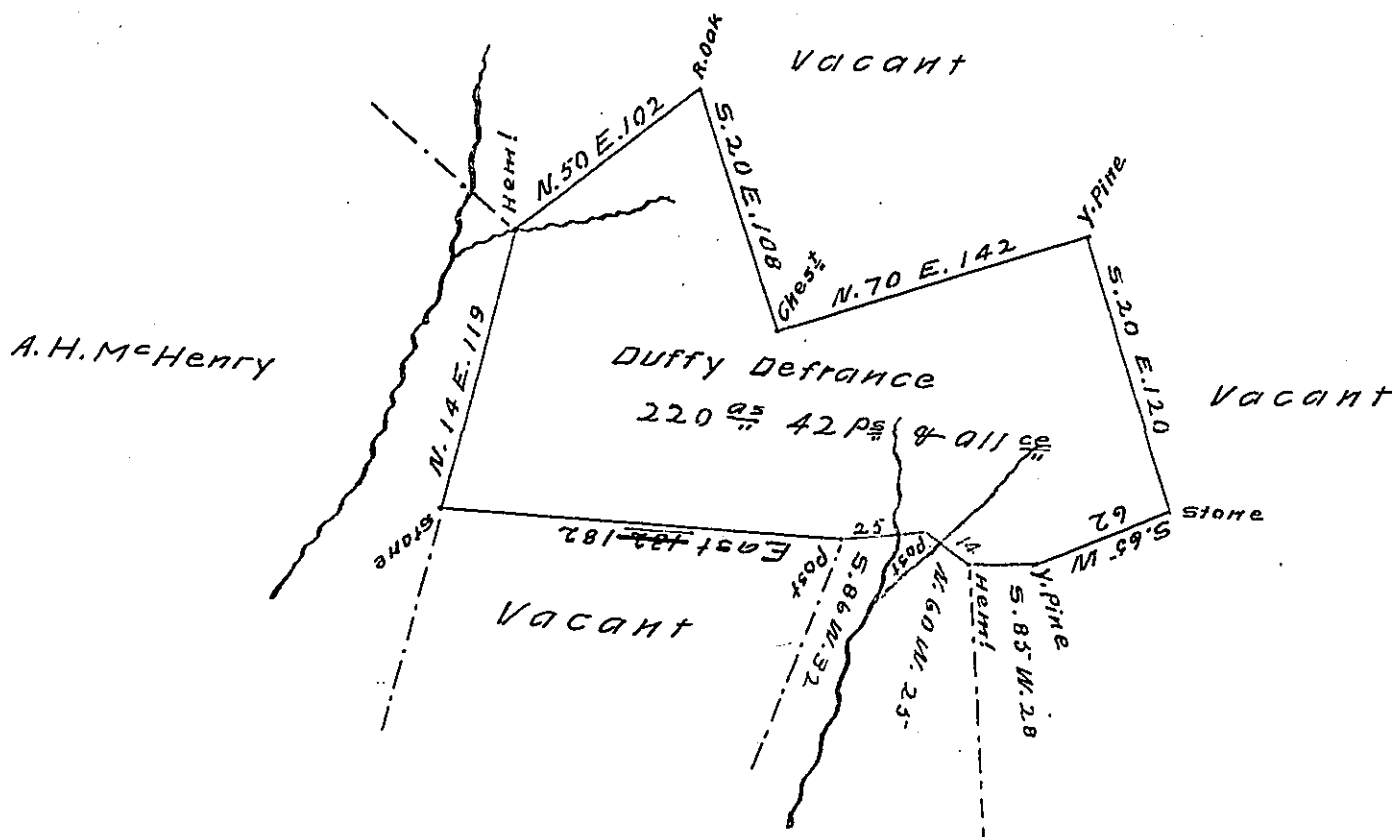 R.Oak
Vacant
Hem!
N.50 E.102
S.20 E.108
Y.Pine
Ches t
N.70 E.142
A.H.McHenry
N.14 E.119
Duffy Defrance
220 as 42 ps & all ce
S.20 E.120
Vacant
Stone
East 132 182
Post
25
Post
14
Hem!
Y.Pine
S.65 W
62
Stone
Vacant
S.86 W.32
N.60 W.25
S.85 W.28